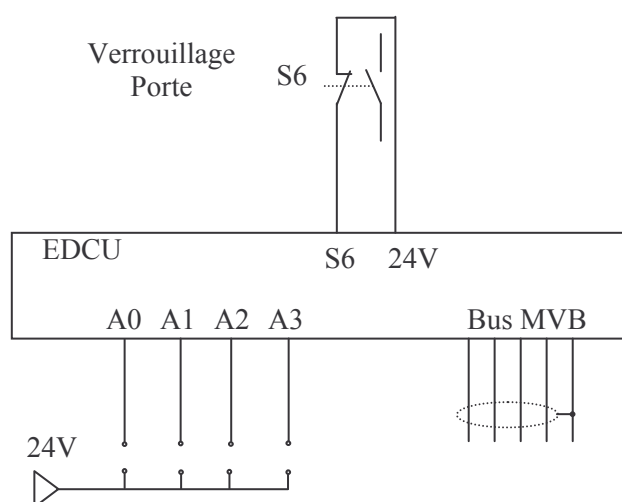 Verrouillage
Porte
S6
EDCU
S6 24V
A0 A1 A2 A3
Bus MVB
24V